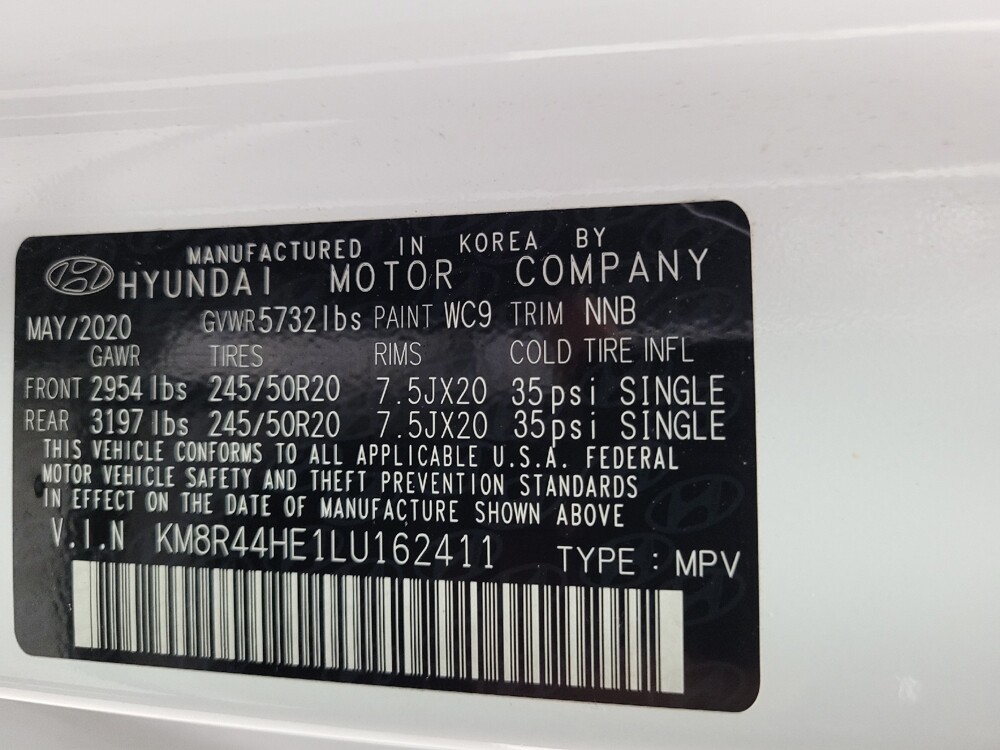 MANUFACTURED IN KOREA BY
HYUNDAI MOTOR COMPANY
MAY/2020 GVWR 5732lbs PAINT WC9 TRIM NNB
GAWR TIRES RIMS COLD TIRE INFL
FRONT 2954lbs 245/50R20 7.5JX20 35psi SINGLE
REAR 3197lbs 245/50R20 7.5JX20 35psi SINGLE
THIS VEHICLE CONFORMS TO ALL APPLICABLE U.S.A. FEDERAL
MOTOR VEHICLE SAFETY AND THEFT PREVENTION STANDARDS
IN EFFECT ON THE DATE OF MANUFACTURE SHOWN ABOVE
V.I.N KM8R44HE1LU162411 TYPE : MPV